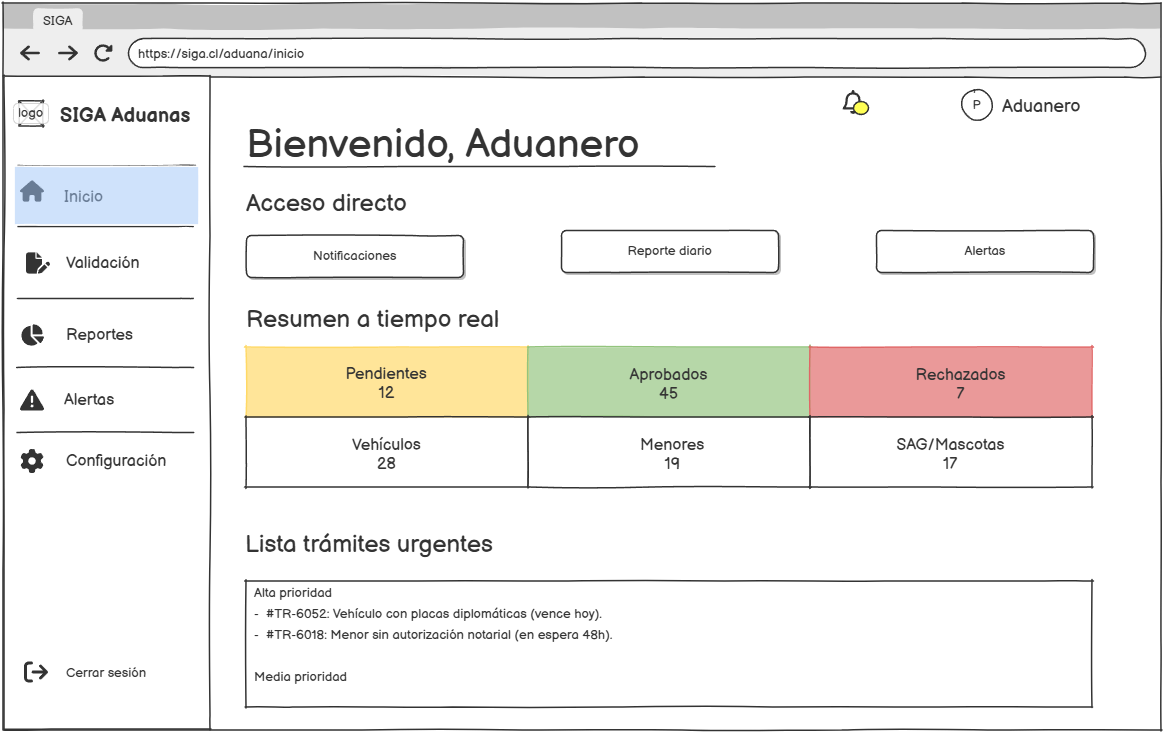 SIGA
https://siga.cl/aduana/inicio
logo
SIGA Aduanas
Inicio
Validación
Reportes
Alertas
Configuración
Cerrar sesión
P
Aduanero
Bienvenido, Aduanero
Acceso directo
Notificaciones
Reporte diario
Alertas
Resumen a tiempo real
Pendientes
12
Aprobados
45
Rechazados
7
Vehículos
28
Menores
19
SAG/Mascotas
17
Lista trámites urgentes
Alta prioridad
- #TR-6052: Vehículo con placas diplomáticas (vence hoy).
- #TR-6018: Menor sin autorización notarial (en espera 48h).
Media prioridad